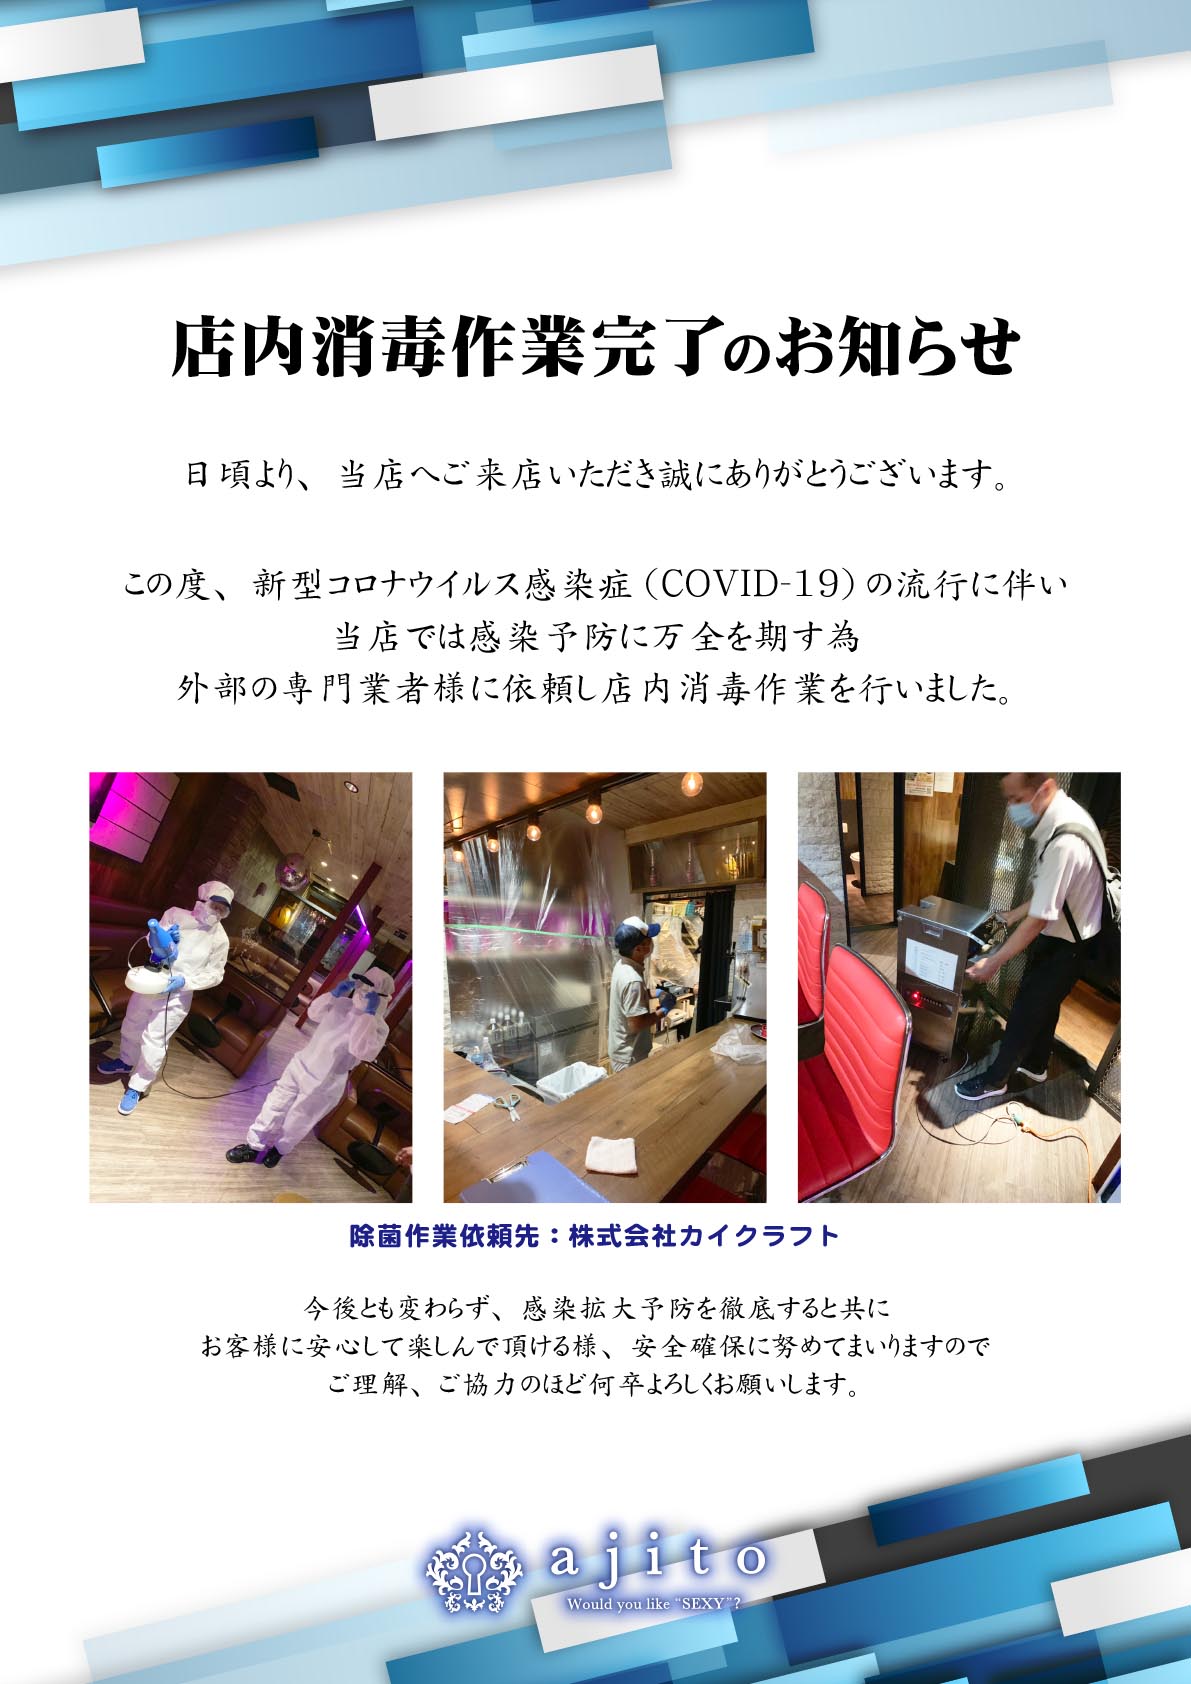 店内消毒作業完了のお知らせ
日頃より、当店へご来店いただき誠にありがとうございます。
この度、新型コロナウイルス感染症（COVID-19）の流行に伴い
当店では感染予防に万全を期す為
外部の専門業者様に依頼し店内消毒作業を行いました。
除菌作業依頼先：株式会社カイクラフト
今後とも変わらず、感染拡大予防を徹底すると共に
お客様に安心して楽しんで頂ける様、安全確保に努めてまいりますので
ご理解、ご協力のほど何卒よろしくお願いします。
ajito
Would you like “SEXY”?